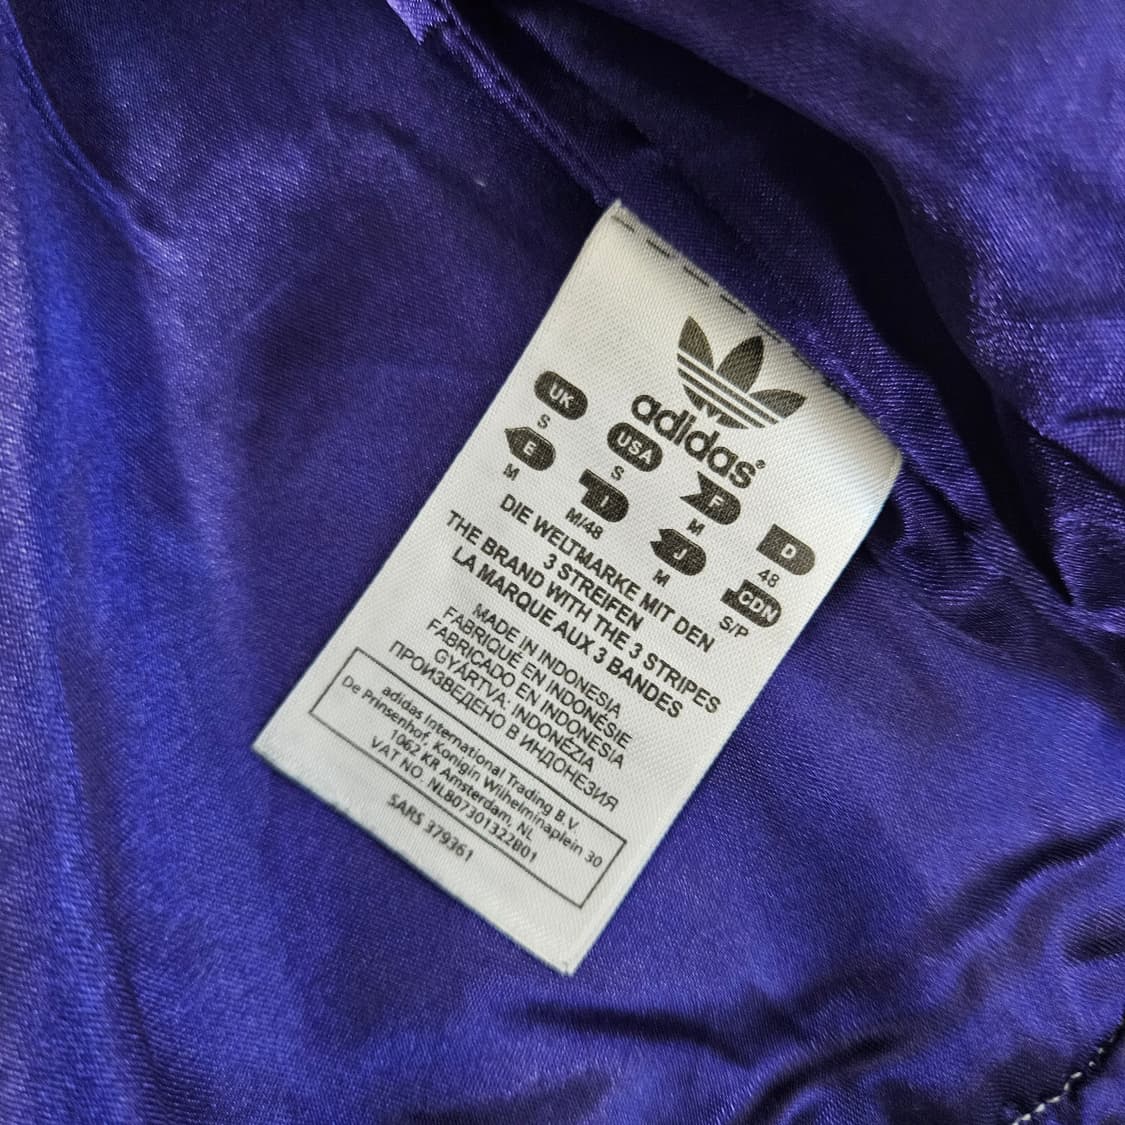 adidas®
UK USA F D
S S M 48
E I J CDN
M M/48 M S/P
DIE WELTMARKE MIT DEN
3 STREIFEN
THE BRAND WITH THE 3 STRIPES
LA MARQUE AUX 3 BANDES
MADE IN INDONESIA
FABRIQUÉ EN INDONÉSIE
FABRICADO EN INDONESIA
GYÁRTVA: INDONÉZIA
ПРОИЗВЕДЕНО В ИНДОНЕЗИЯ
adidas International Trading B.V.
De Prinsenhof, Konigin Wilhelminaplein 30
1062 KR Amsterdam, NL
VAT NO. NL807301322B01
SARS 379361